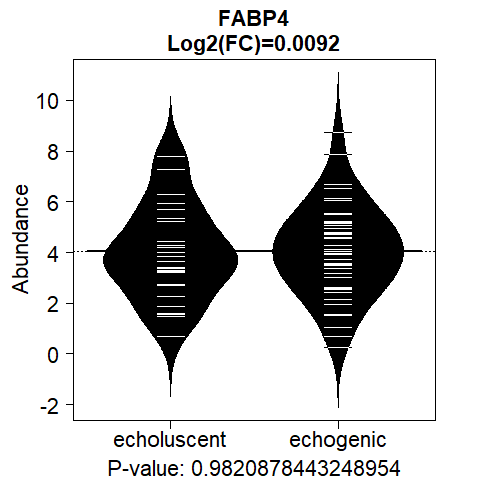 FABP4
Log2(FC)=0.0092
Abundance
10
8
6
4
2
0
-2
echoluscent
echogenic
P-value: 0.9820878443248954